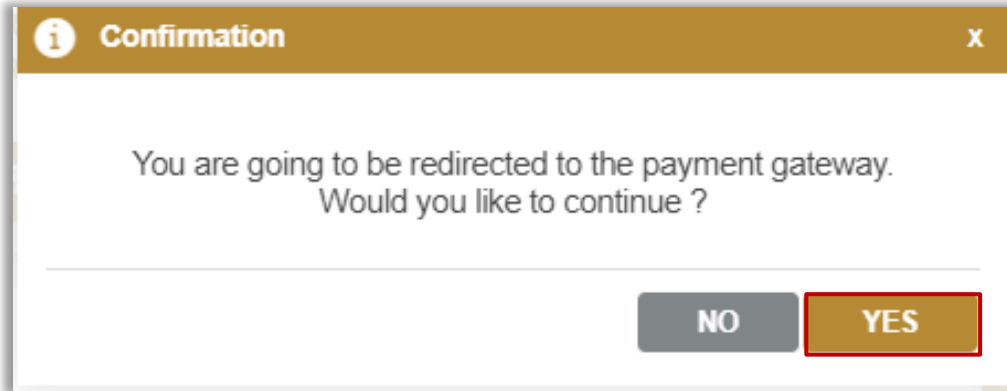 i Confirmation x
You are going to be redirected to the payment gateway.
Would you like to continue ?
NO YES